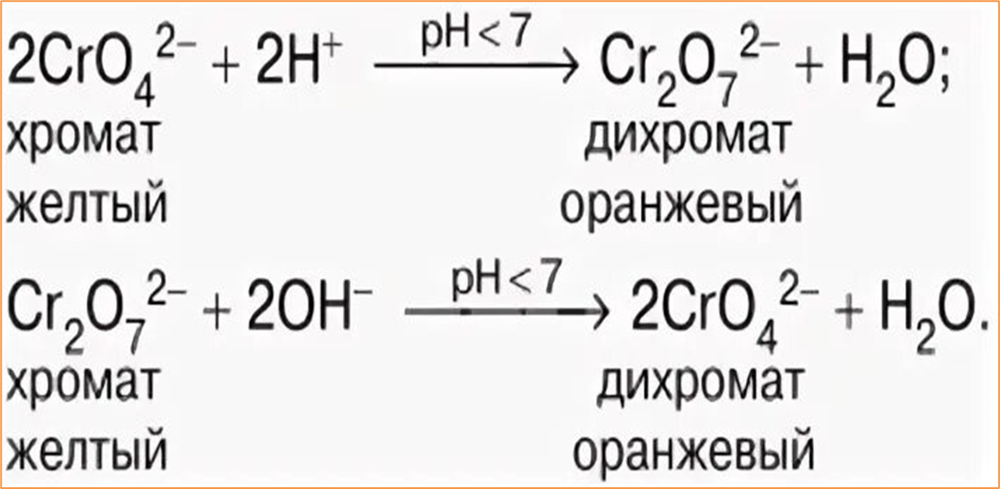 2CrO₄²⁻ + 2H⁺ pH < 7 → Cr₂O₇²⁻ + H₂O;
хромат дихромат
желтый оранжевый
Cr₂O₇²⁻ + 2OH⁻ pH < 7 → 2CrO₄²⁻ + H₂O.
хромат дихромат
желтый оранжевый